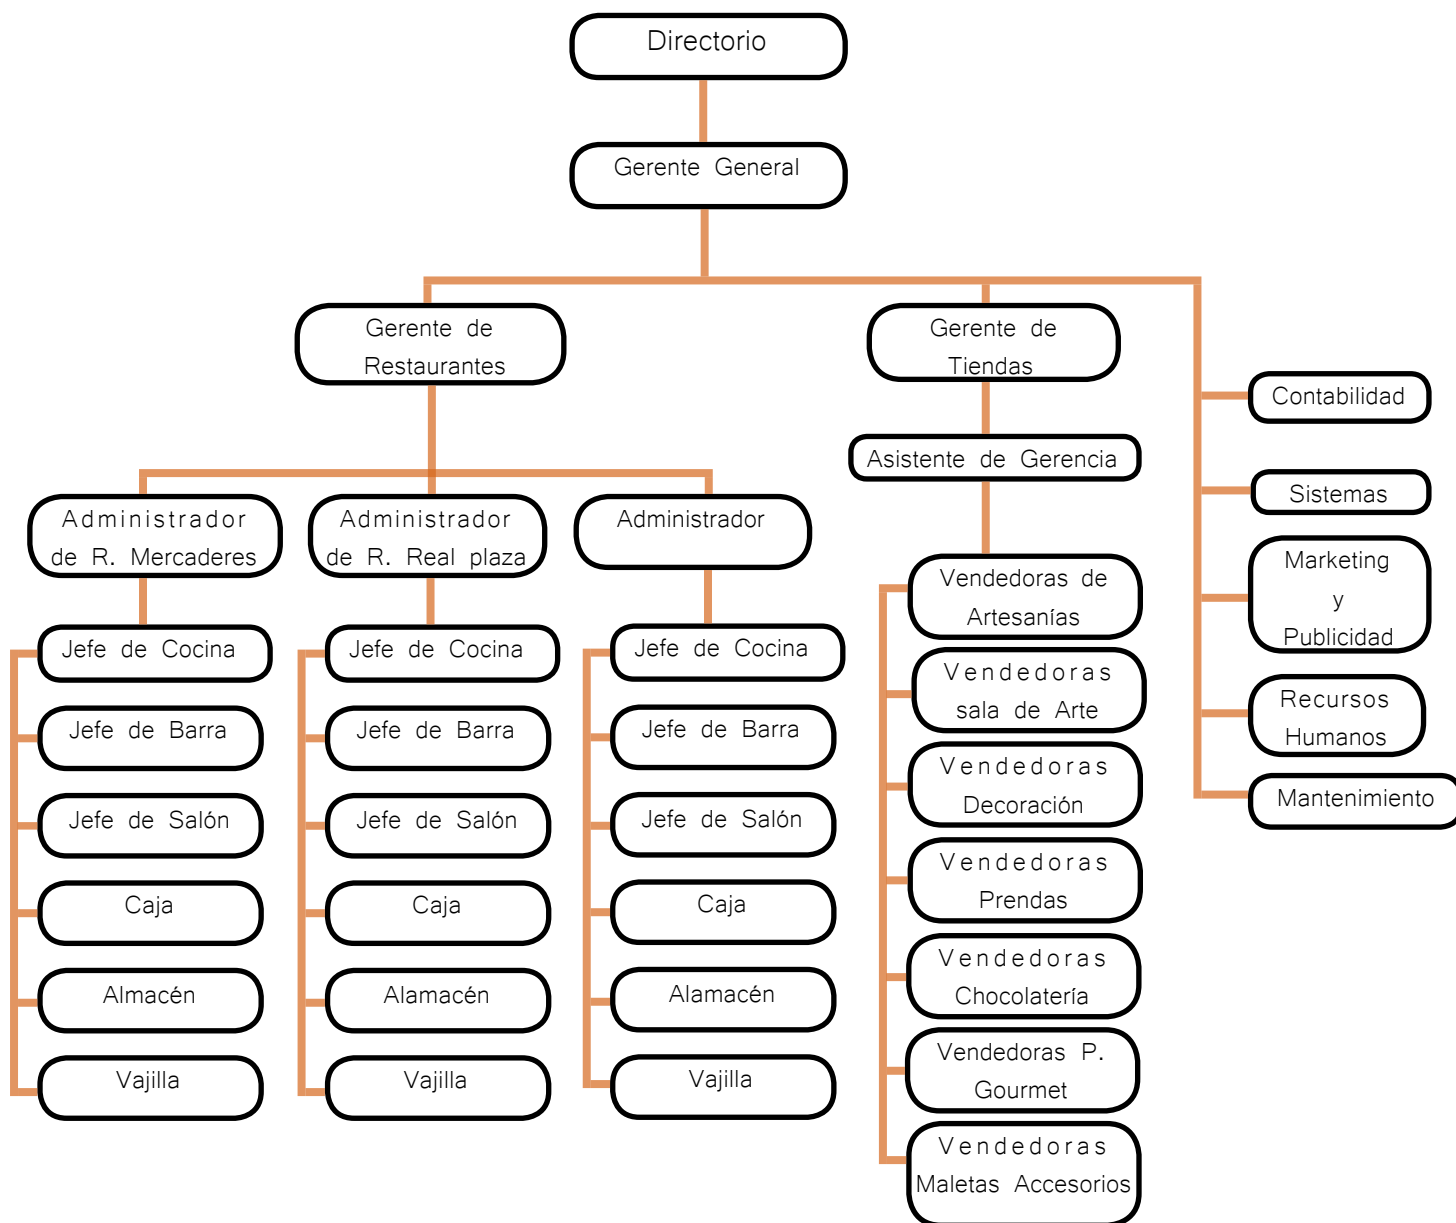 Directorio
Gerente General
Gerente de
Restaurantes
Gerente de
Tiendas
Contabilidad
Asistente de Gerencia
Sistemas
Administrador
de R. Mercaderes
Administrador
de R. Real plaza
Administrador
Marketing
y
Publicidad
Vendedoras de
Artesanías
Jefe de Cocina
Jefe de Cocina
Jefe de Cocina
Vendedoras
sala de Arte
Recursos
Humanos
Jefe de Barra
Jefe de Barra
Jefe de Barra
Vendedoras
Decoración
Mantenimiento
Jefe de Salón
Jefe de Salón
Jefe de Salón
Vendedoras
Prendas
Caja
Caja
Caja
Vendedoras
Chocolatería
Almacén
Alamacén
Alamacén
Vendedoras P.
Gourmet
Vajilla
Vajilla
Vajilla
Vendedoras
Maletas Accesorios